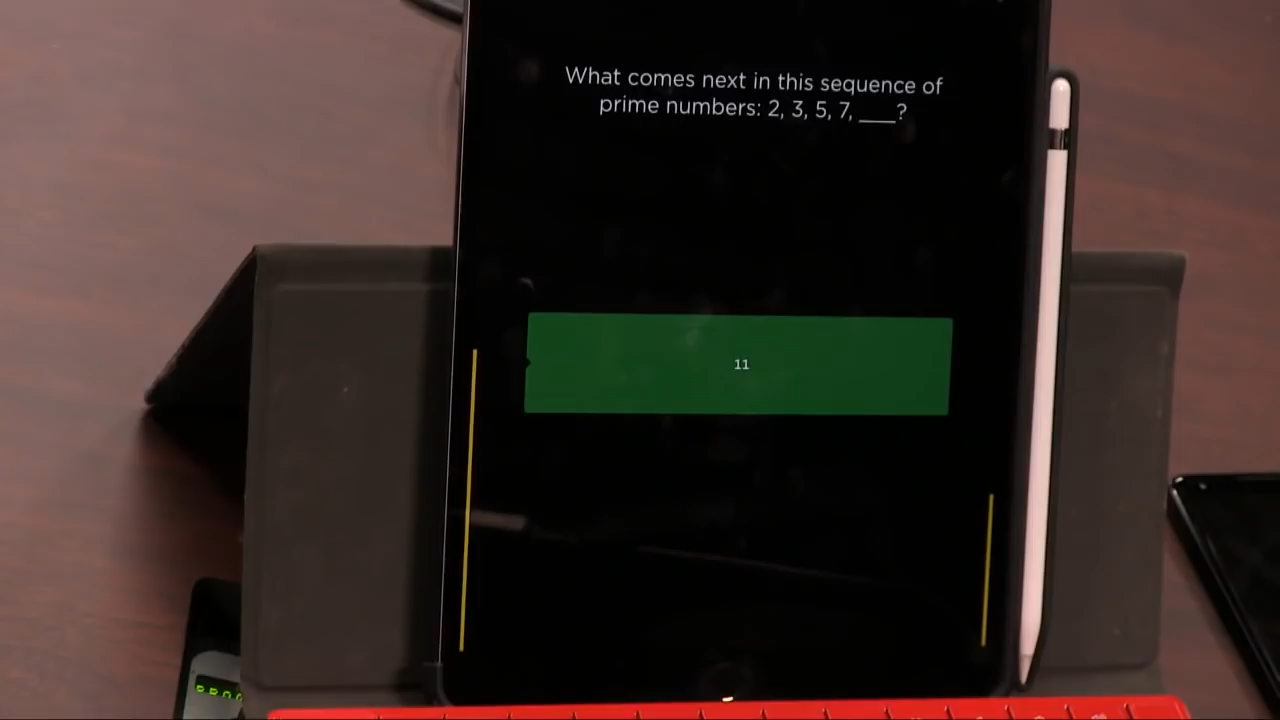 What comes next in this sequence of
prime numbers: 2, 3, 5, 7, ___?
11